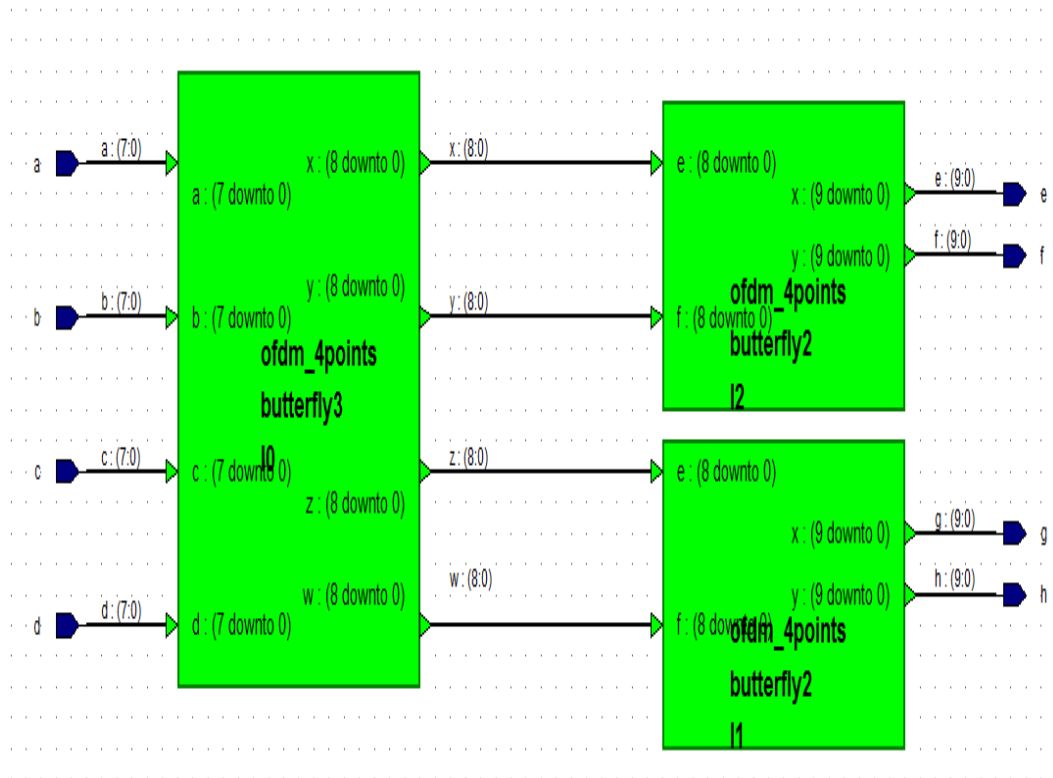 a
a : (7:0)
a : (7 downto 0)
x : (8 downto 0)
x : (8:0)
b
b : (7:0)
b : (7 downto 0)
y : (8 downto 0)
y : (8:0)
ofdm_4points
butterfly3
I0
c
c : (7:0)
c : (7 downto 0)
z : (8 downto 0)
z : (8:0)
d
d : (7:0)
d : (7 downto 0)
w : (8 downto 0)
w : (8:0)
e : (8 downto 0)
x : (9 downto 0)
e : (9:0)
e
y : (9 downto 0)
f : (9:0)
f
f : (8 downto 0)
ofdm_4points
butterfly2
I2
e : (8 downto 0)
x : (9 downto 0)
g : (9:0)
g
y : (9 downto 0)
h : (9:0)
h
f : (8 downto 0)
ofdm_4points
butterfly2
I1